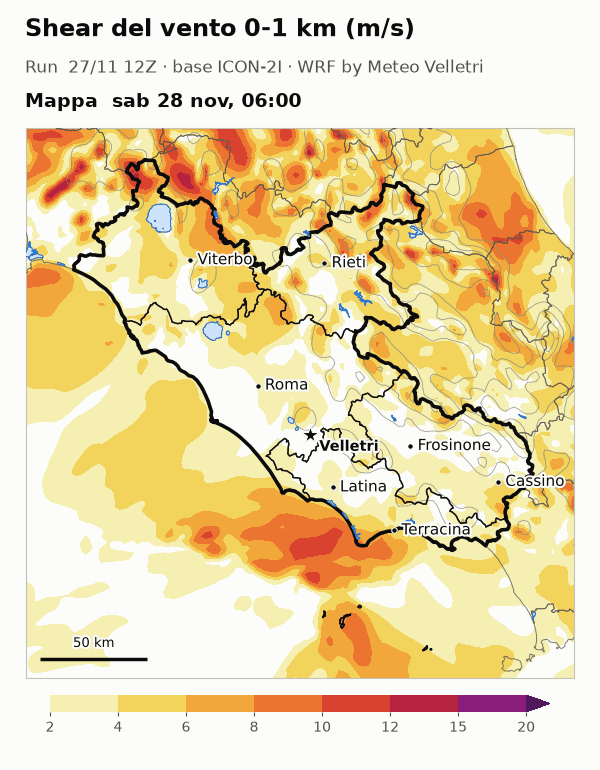 Shear del vento 0-1 km (m/s)
Run  27/11 12Z · base ICON-2I · WRF by Meteo Velletri
Mappa  sab 28 nov, 06:00
Viterbo
Rieti
Roma
Velletri
Frosinone
Cassino
Latina
Terracina
50 km
2 4 6 8 10 12 15 20